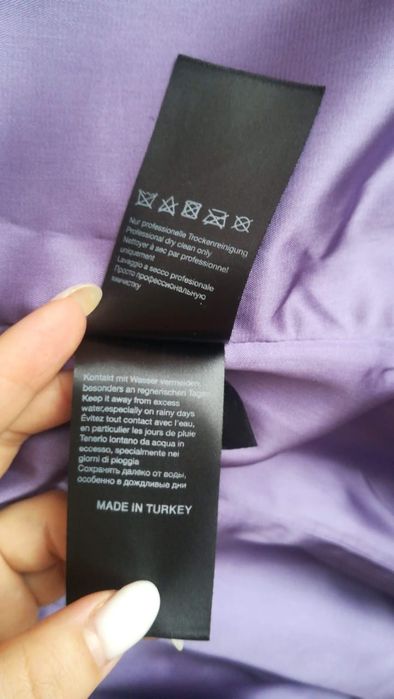 Nur professionelle Trockenreinigung
Professional dry clean only
Nettoyer à sec par professionnel
uniquement
Lavaggio a secco profesionale
Просто профессиональную
химчистку
Kontakt mit Wasser vermeiden,
besonders an regnerischen Tagen
Keep it away from excess
water,especially on rainy days
Évitez tout contact avec l'eau,
en particulier les jours de pluie
Tenerlo lontano da acqua in
eccesso, specialmente nei
giorni di pioggia
Сохранять далеко от воды,
особенно в дождливые дни
MADE IN TURKEY